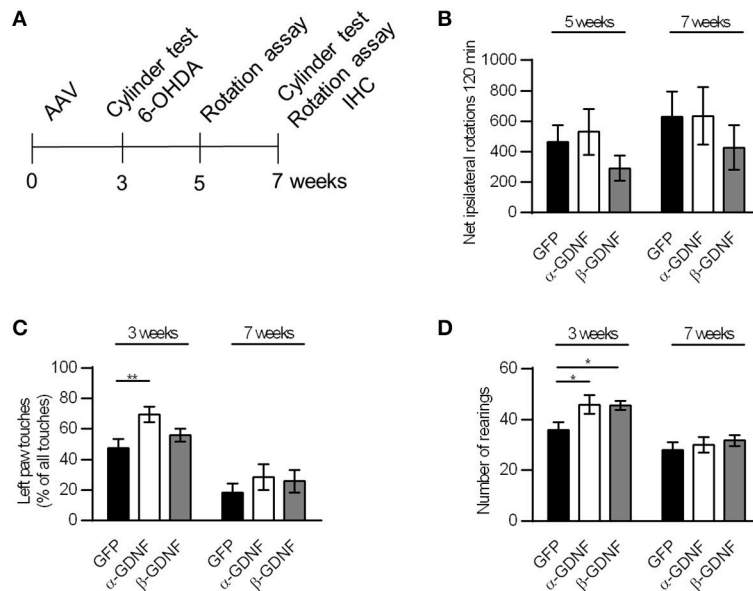 A
AAV
Cylinder test
6-OHDA
Rotation assay
Cylinder test
Rotation assay
IHC
0 3 5 7 weeks
B
5 weeks 7 weeks
Net ipsilateral rotations 120 min
1000
800
600
400
200
0
GFP α-GDNF β-GDNF GFP α-GDNF β-GDNF
C
3 weeks 7 weeks
Left paw touches
(% of all touches)
100
80
60
40
20
0
**
GFP α-GDNF β-GDNF GFP α-GDNF β-GDNF
D
3 weeks 7 weeks
Number of rearings
60
40
20
0
*
*
GFP α-GDNF β-GDNF GFP α-GDNF β-GDNF